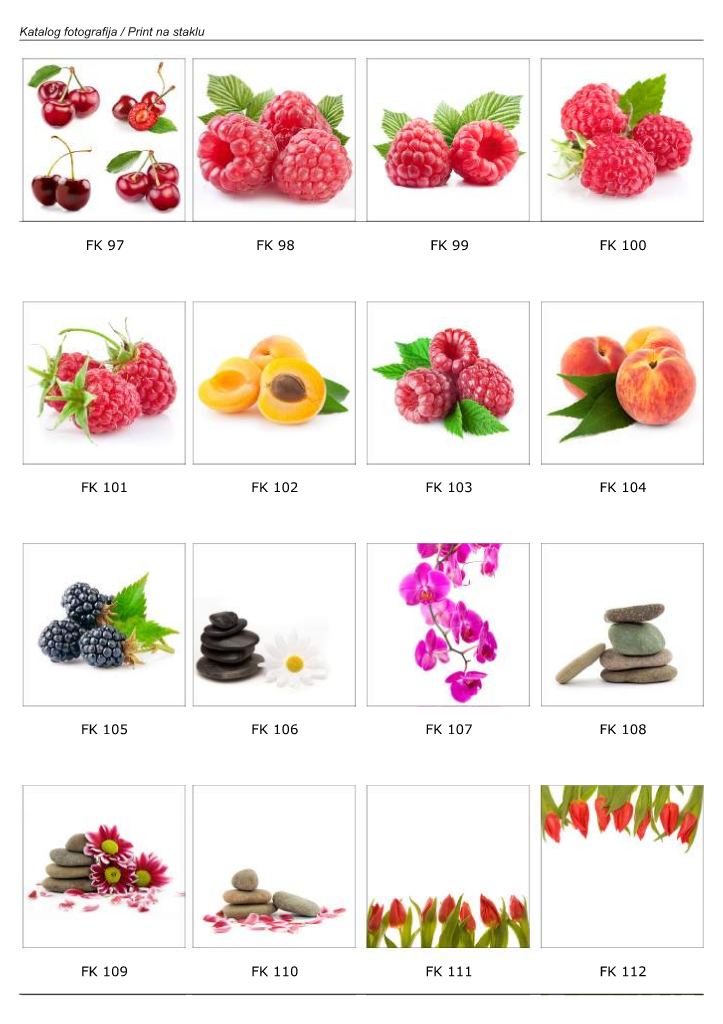 Katalog fotografija / Print na staklu
FK 97
FK 98
FK 99
FK 100
FK 101
FK 102
FK 103
FK 104
FK 105
FK 106
FK 107
FK 108
FK 109
FK 110
FK 111
FK 112